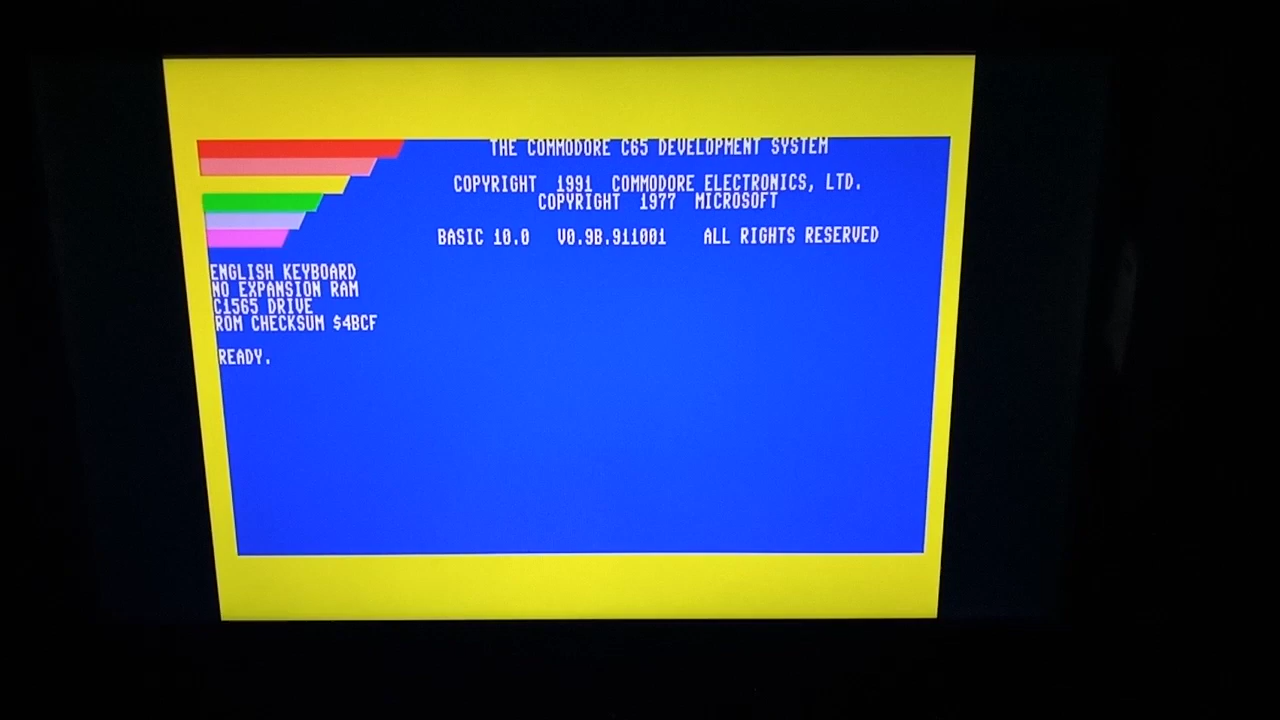 THE COMMODORE C65 DEVELOPMENT SYSTEM
COPYRIGHT 1991 COMMODORE ELECTRONICS, LTD.
COPYRIGHT 1977 MICROSOFT
BASIC 10.0 V0.9B.911001 ALL RIGHTS RESERVED
ENGLISH KEYBOARD
NO EXPANSION RAM
C1565 DRIVE
ROM CHECKSUM $4BCF
READY.